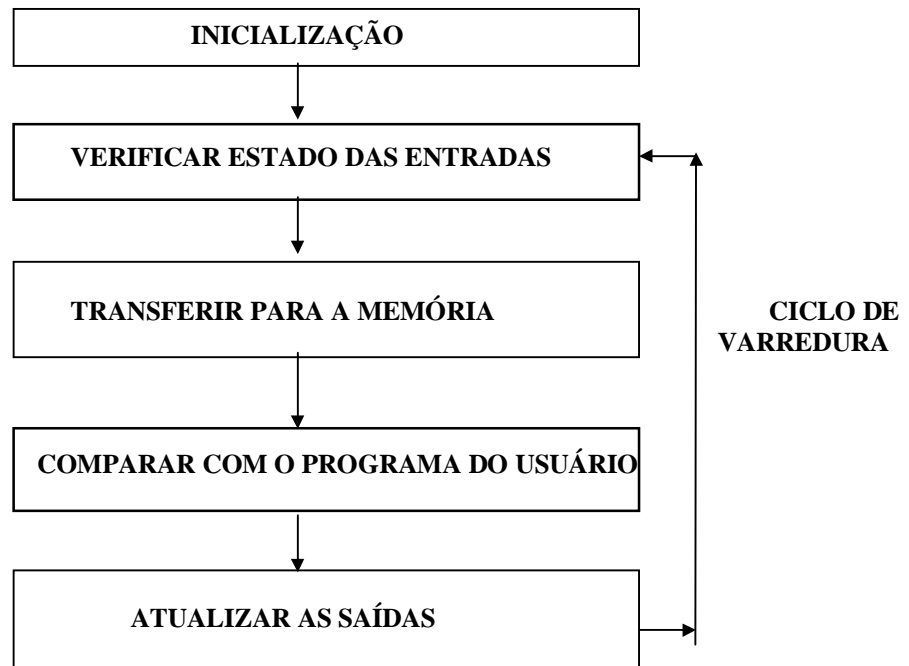 INICIALIZAÇÃO
VERIFICAR ESTADO DAS ENTRADAS
TRANSFERIR PARA A MEMÓRIA
CICLO DE
VARREDURA
COMPARAR COM O PROGRAMA DO USUÁRIO
ATUALIZAR AS SAÍDAS